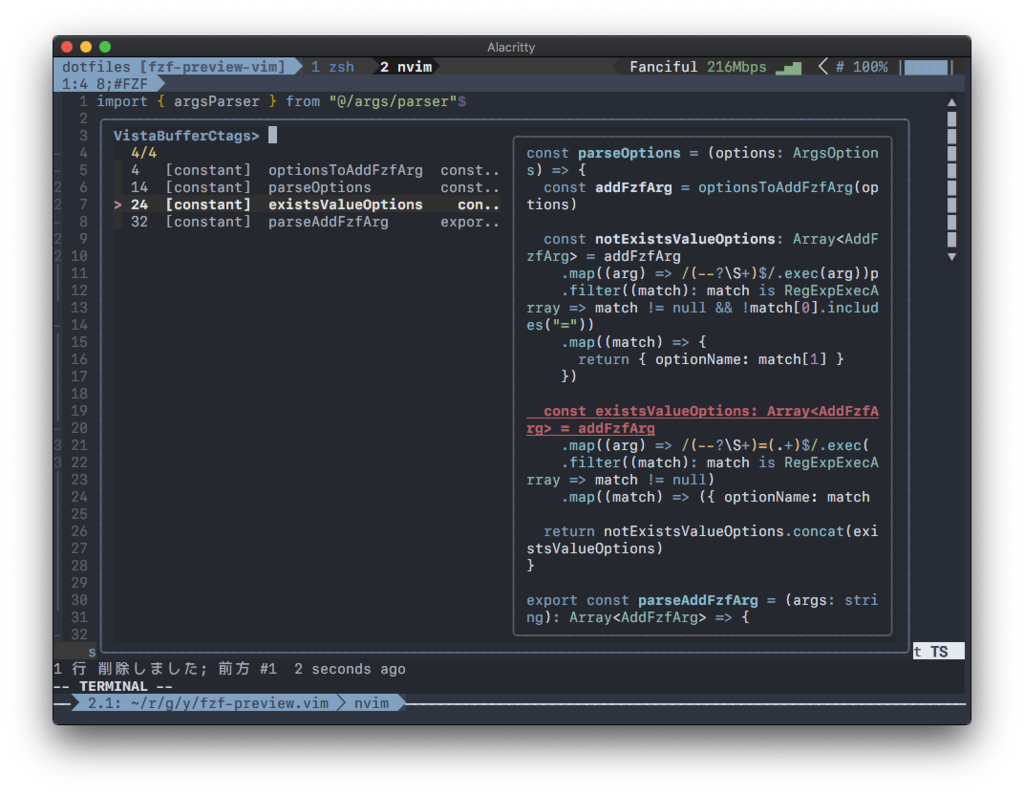 Alacritty
dotfiles [fzf-preview-vim] 1 zsh 2 nvim Fanciful 216Mbps # 100%
1:4 8;#FZF
1 import { argsParser } from "@/args/parser"$
2
3
- 4
- 5
2 6
2 7
- 8
2 9
2 10
11
12
13
- 14
15
16
17
18
19
- 20
3 21
3 22
23
24
25
26
27
28
29
30
31
- 32
VistaBufferCtags>
4/4
4 [constant] optionsToAddFzfArg const..
14 [constant] parseOptions const..
> 24 [constant] existsValueOptions con..
32 [constant] parseAddFzfArg expor..
const parseOptions = (options: ArgsOption
s) => {
const addFzfArg = optionsToAddFzfArg(op
tions)
const notExistsValueOptions: Array<AddF
zfArg> = addFzfArg
.map((arg) => /(--?\S+)$/.exec(arg))p
.filter((match): match is RegExpExecA
rray => match != null && !match[0].includ
es("="))
.map((match) => {
return { optionName: match[1] }
})
const existsValueOptions: Array<AddFzfA
rg> = addFzfArg
.map((arg) => /(--?\S+)=(.+)$/.exec(
.filter((match): match is RegExpExecA
rray => match != null)
.map((match) => ({ optionName: match
return notExistsValueOptions.concat(exi
stsValueOptions)
}
export const parseAddFzfArg = (args: stri
ng): Array<AddFzfArg> => {
s t TS
1 行 削除しました; 前方 #1 2 seconds ago
-- TERMINAL --
2.1: ~/r/g/y/fzf-preview.vim nvim